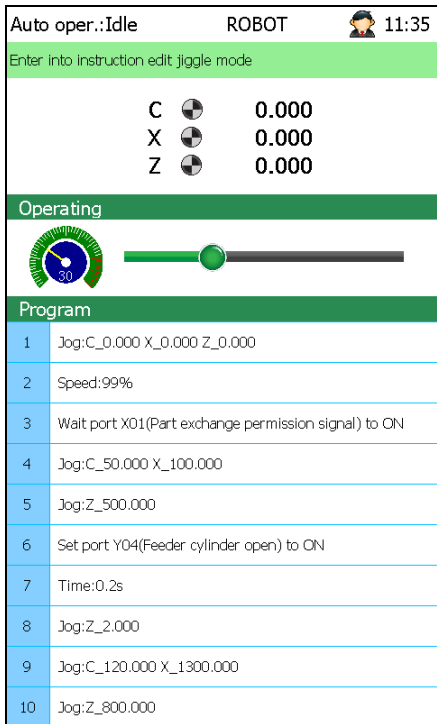 Auto oper.:Idle ROBOT 11:35
Enter into instruction edit jiggle mode
C 0.000
X 0.000
Z 0.000
Operating
30
Program
1 Jog:C_0.000 X_0.000 Z_0.000
2 Speed:99%
3 Wait port X01(Part exchange permission signal) to ON
4 Jog:C_50.000 X_100.000
5 Jog:Z_500.000
6 Set port Y04(Feeder cylinder open) to ON
7 Time:0.2s
8 Jog:Z_2.000
9 Jog:C_120.000 X_1300.000
10 Jog:Z_800.000